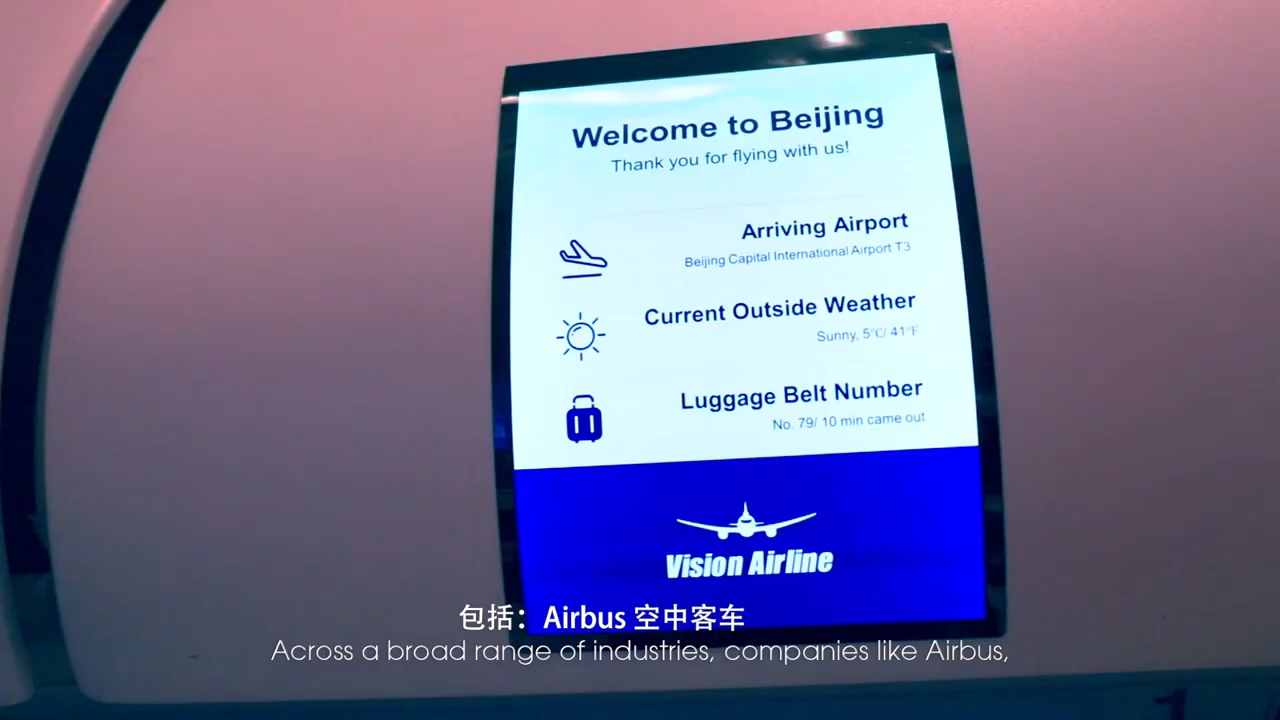 Welcome to Beijing
Thank you for flying with us!
Arriving Airport
Beijing Capital International Airport T3
Current Outside Weather
Sunny, 5°C/ 41°F
Luggage Belt Number
No. 79/ 10 min came out
Vision Airline
包括：Airbus 空中客车
Across a broad range of industries, companies like Airbus,